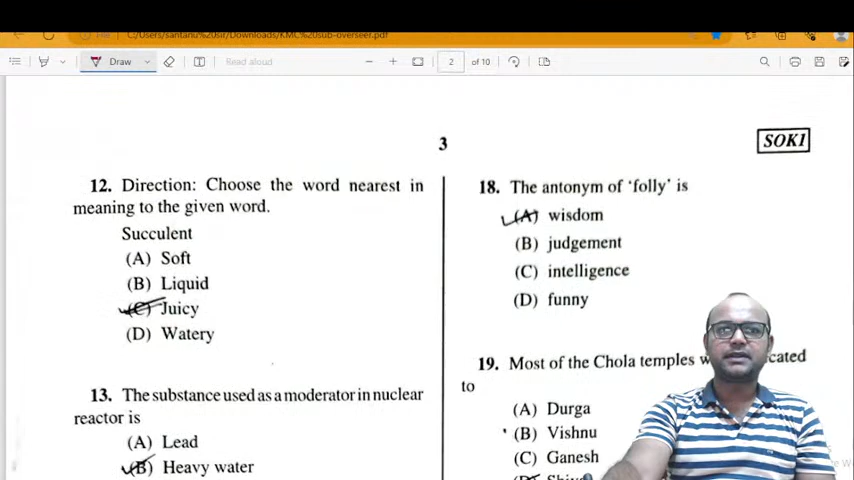 C:/Users/santanu%20sir/Downloads/KMC%20sub-overseer.pdf
Draw
Read aloud
2
of 10
3
SOK1
12. Direction: Choose the word nearest in
meaning to the given word.
Succulent
(A) Soft
(B) Liquid
(C) Juicy
(D) Watery
13. The substance used as a moderator in nuclear
reactor is
(A) Lead
(B) Heavy water
18. The antonym of 'folly' is
(A) wisdom
(B) judgement
(C) intelligence
(D) funny
19. Most of the Chola temples
to
(A) Durga
(B) Vishnu
(C) Ganesh